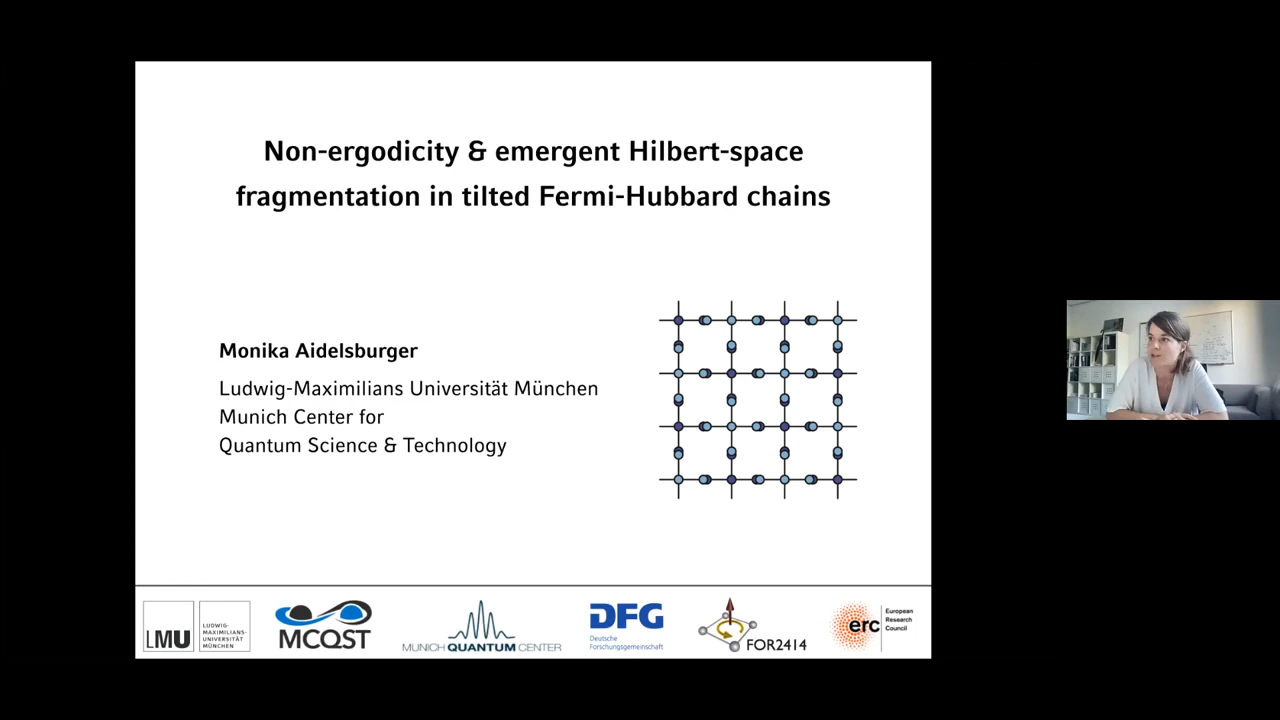 Non-ergodicity & emergent Hilbert-space
fragmentation in tilted Fermi-Hubbard chains
Monika Aidelsburger
Ludwig-Maximilians Universität München
Munich Center for
Quantum Science & Technology
LMU
LUDWIG-
MAXIMILIANS-
UNIVERSITÄT
MÜNCHEN
MCQST
MUNICH QUANTUM CENTER
DFG
Deutsche
Forschungsgemeinschaft
FOR2414
erc
European
Research
Council